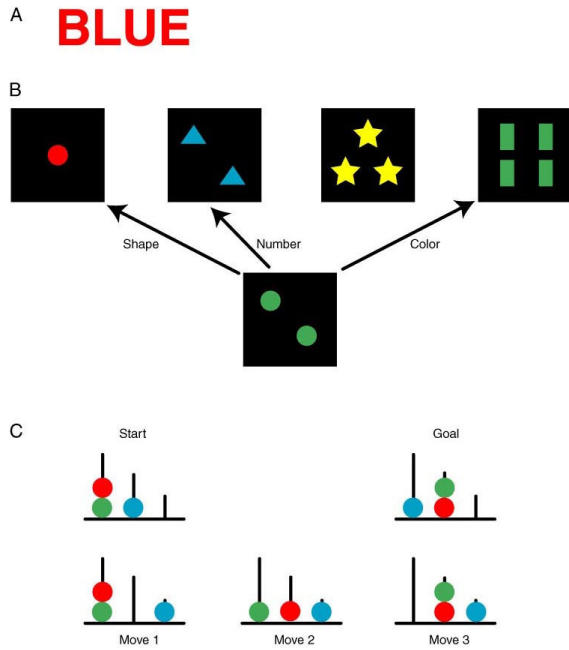 A
BLUE
B
Shape
Number
Color
C
Start
Goal
Move 1
Move 2
Move 3